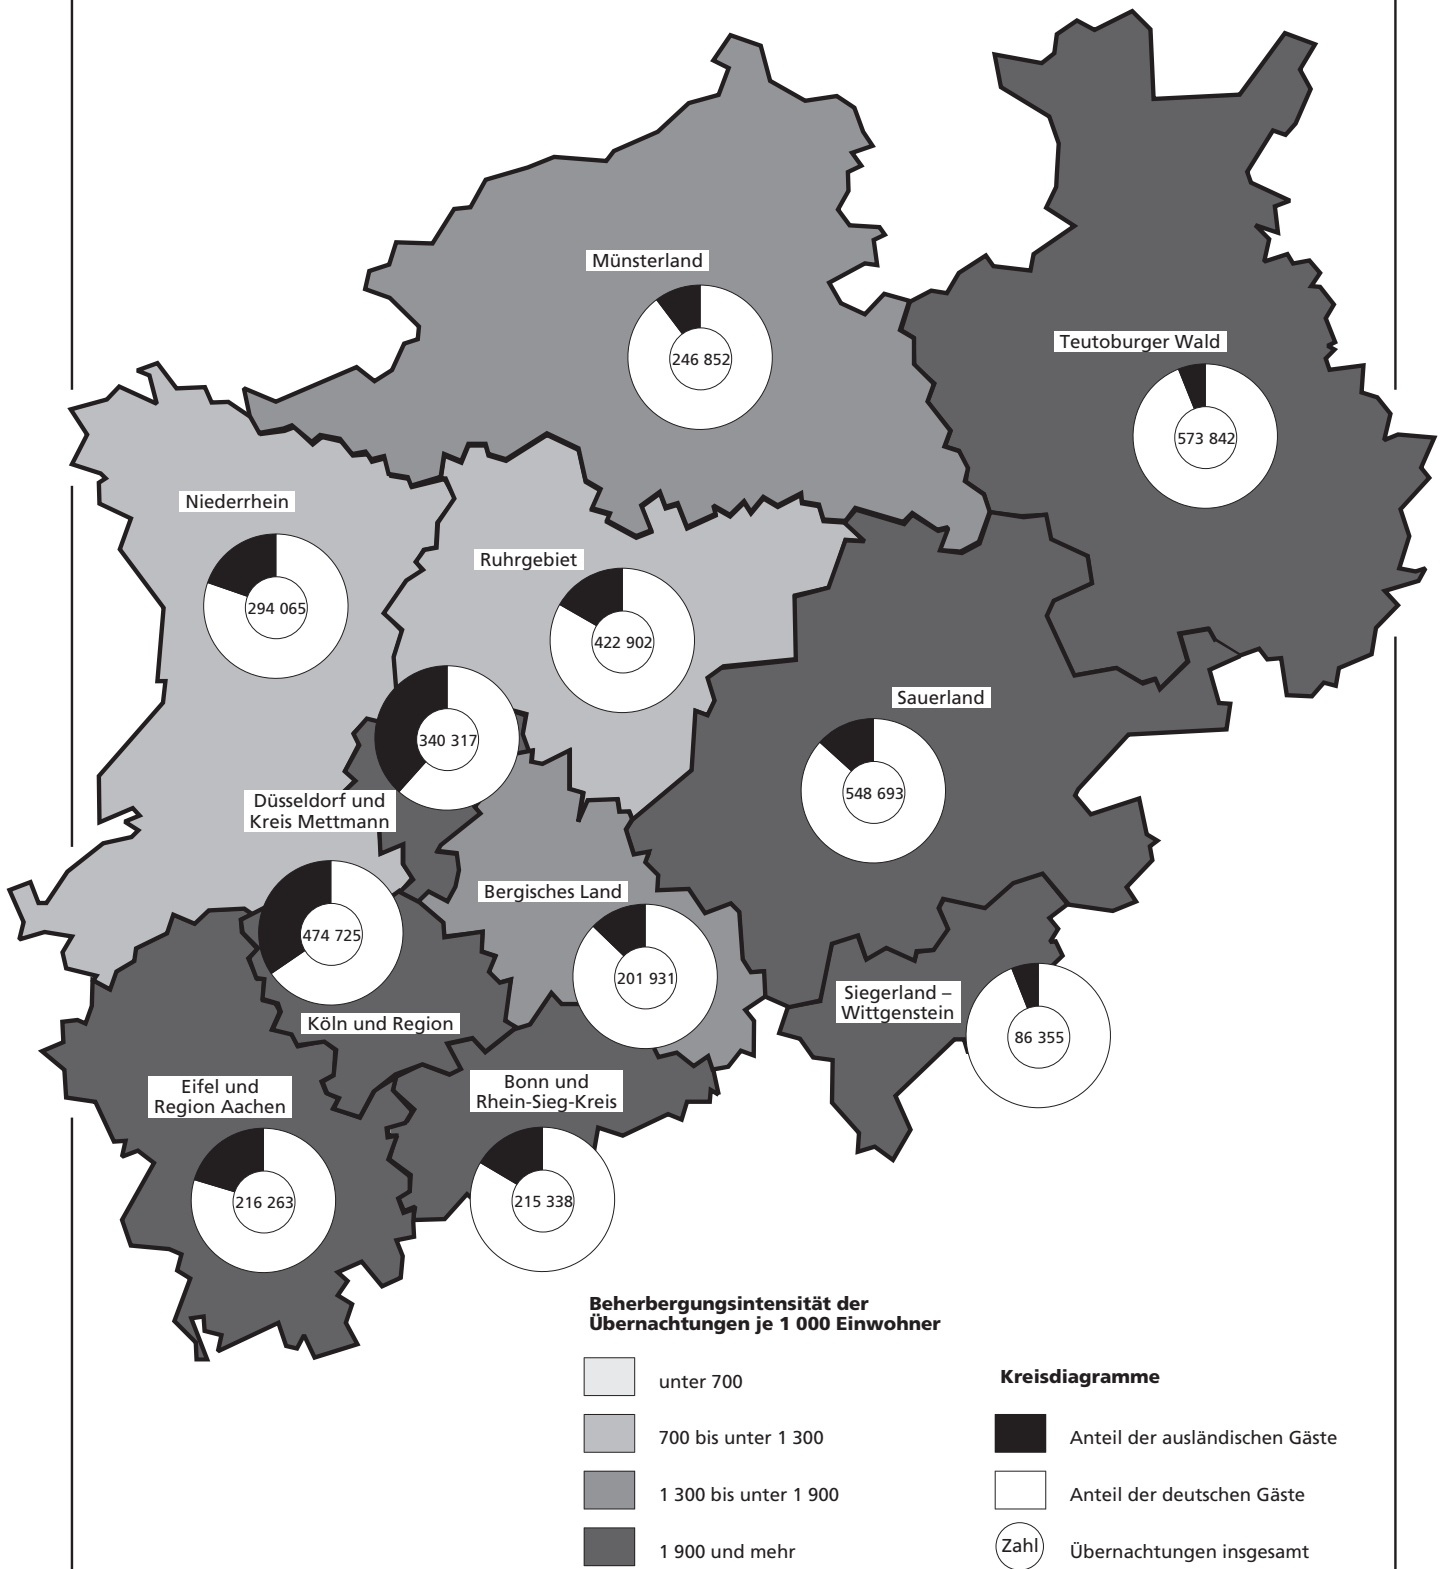 Münsterland
246 852
Teutoburger Wald
573 842
Niederrhein
294 065
Ruhrgebiet
422 902
Sauerland
548 693
340 317
Düsseldorf und
Kreis Mettmann
Bergisches Land
201 931
474 725
Köln und Region
Siegerland –
Wittgenstein
86 355
Eifel und
Region Aachen
216 263
Bonn und
Rhein-Sieg-Kreis
215 338
Beherbergungsintensität der
Übernachtungen je 1 000 Einwohner
unter 700
700 bis unter 1 300
1 300 bis unter 1 900
1 900 und mehr
Kreisdiagramme
Anteil der ausländischen Gäste
Anteil der deutschen Gäste
Zahl
Übernachtungen insgesamt